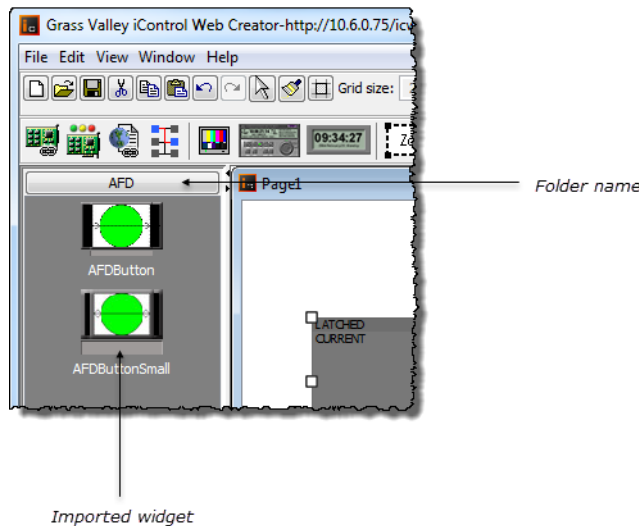 Grass Valley iControl Web Creator-http://10.6.0.75/icv
File Edit View Window Help
Grid size:
09:34:27
AFD
Page1
Folder name
AFDButton
LATCHED
CURRENT
AFDButtonSmall
Imported widget